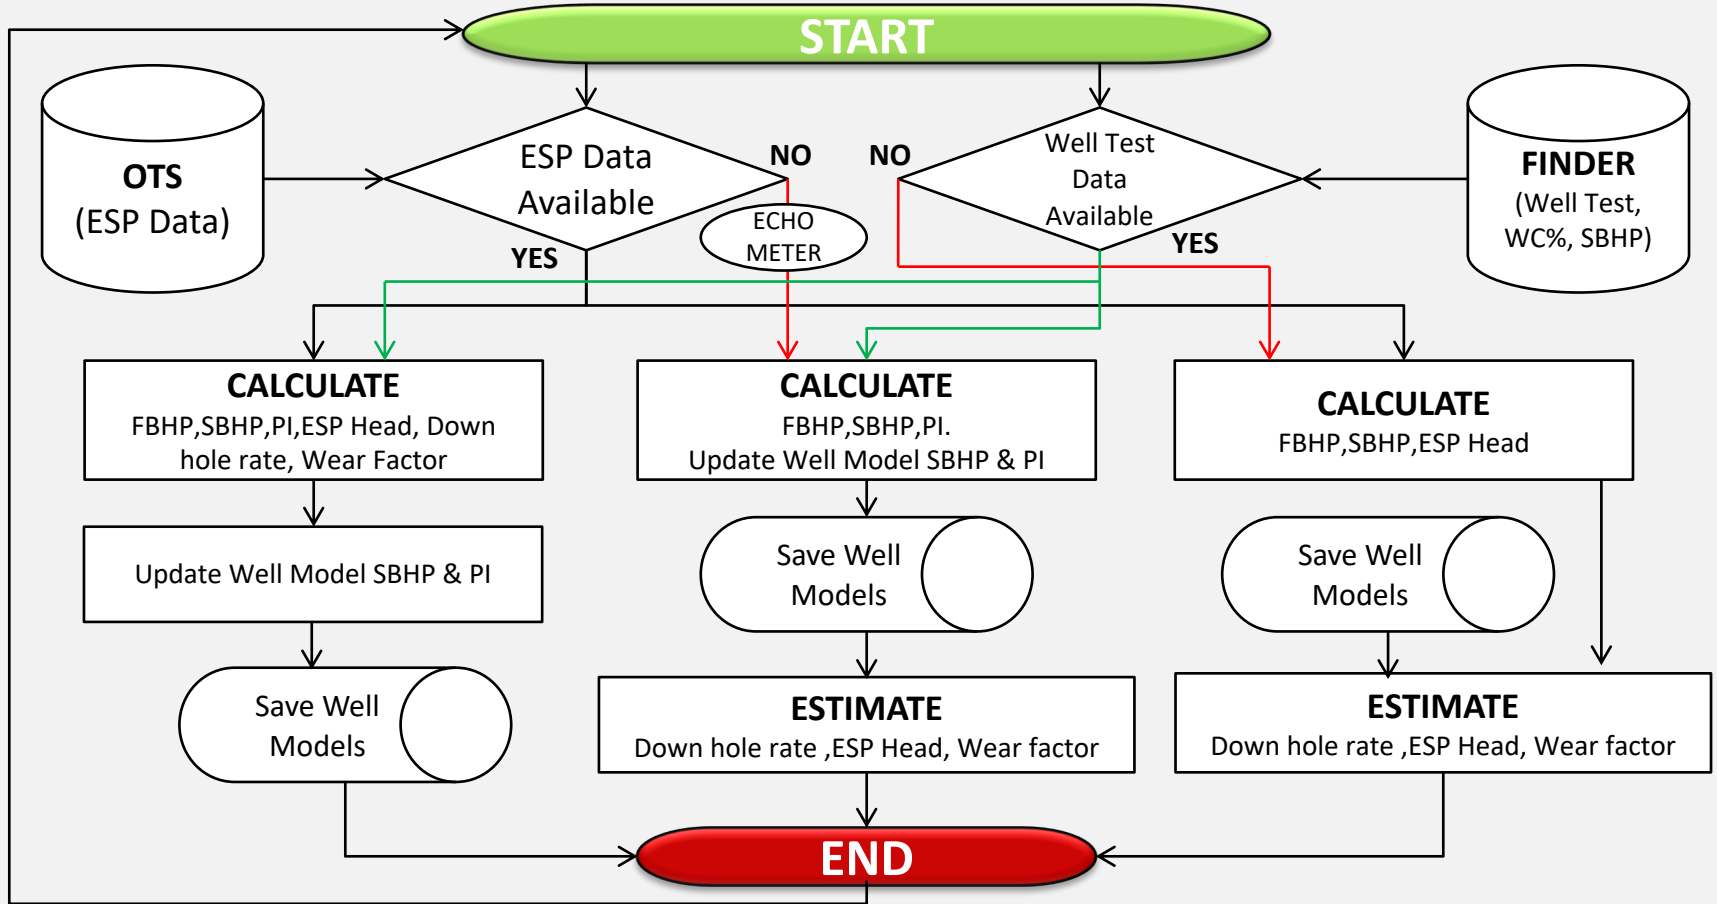 START
OTS
(ESP Data)
ESP Data
Available
NO
YES
ECHO
METER
NO
Well Test
Data
Available
YES
FINDER
(Well Test,
WC%, SBHP)
CALCULATE
FBHP,SBHP,PI,ESP Head, Down
hole rate, Wear Factor
CALCULATE
FBHP,SBHP,PI.
Update Well Model SBHP & PI
CALCULATE
FBHP,SBHP,ESP Head
Update Well Model SBHP & PI
Save Well
Models
Save Well
Models
Save Well
Models
ESTIMATE
Down hole rate ,ESP Head, Wear factor
ESTIMATE
Down hole rate ,ESP Head, Wear factor
END